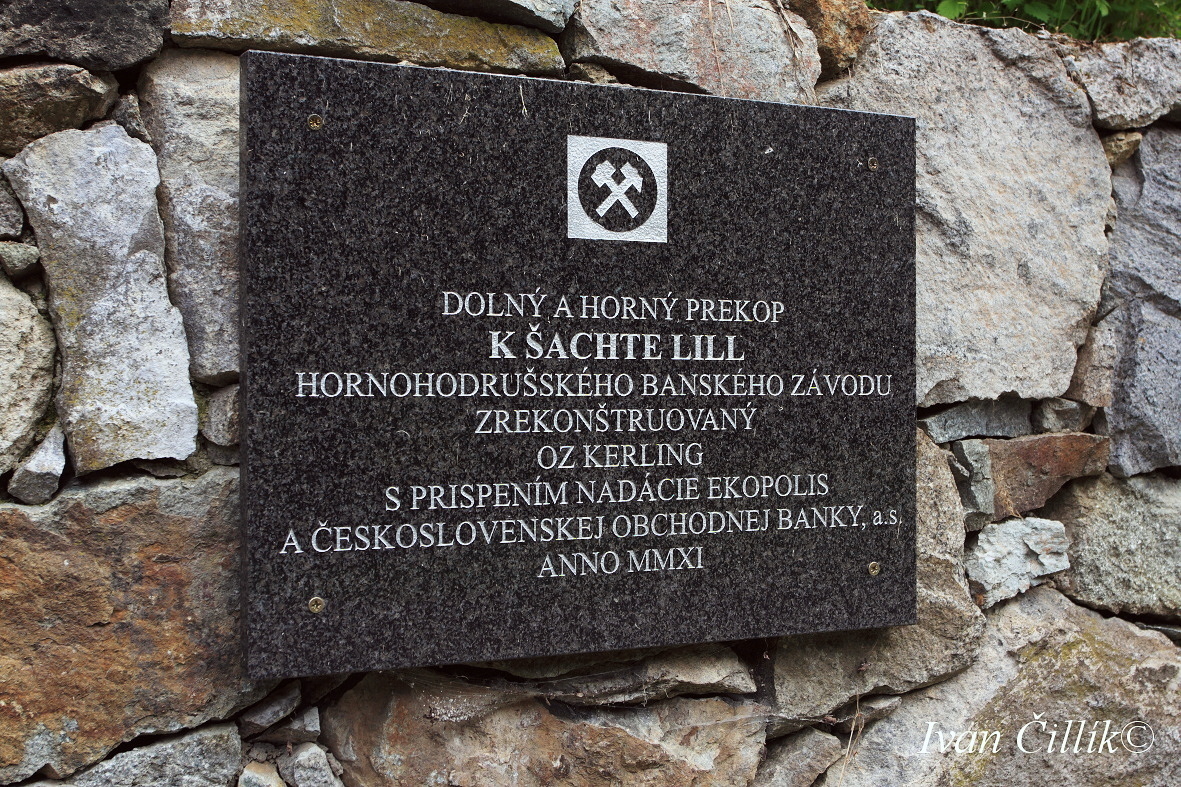 DOLNÝ A HORNÝ PREKOP
K ŠACHTE LILL
HORNOHODRUŠSKÉHO BANSKÉHO ZÁVODU
ZREKONŠTRUOVANÝ
OZ KERLING
S PRISPENÍM NADÁCIE EKOPOLIS
A ČESKOSLOVENSKEJ OBCHODNEJ BANKY, a.s.
ANNO MMXI
Iván Čillík©